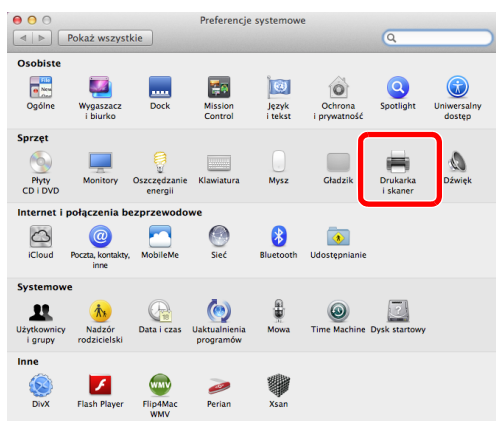 Preferencje systemowe
Pokaż wszystkie
Osobiste
Ogólne
Wygaszacz
i biurko
Dock
Mission
Control
Język
i tekst
Ochrona
i prywatność
Spotlight
Uniwersalny
dostęp
Sprzęt
Płyty
CD i DVD
Monitory
Oszczędzanie
energii
Klawiatura
Mysz
Gładzik
Drukarka
i skaner
Dźwięk
Internet i połączenia bezprzewodowe
iCloud
Poczta, kontakty,
inne
MobileMe
Sieć
Bluetooth
Udostępnianie
Systemowe
Użytkownicy
i grupy
Nadzór
rodzicielski
Data i czas
Uaktualnienia
programów
Mowa
Time Machine
Dysk startowy
Inne
DivX
Flash Player
WMV
Flip4Mac
WMV
Perian
Xsan